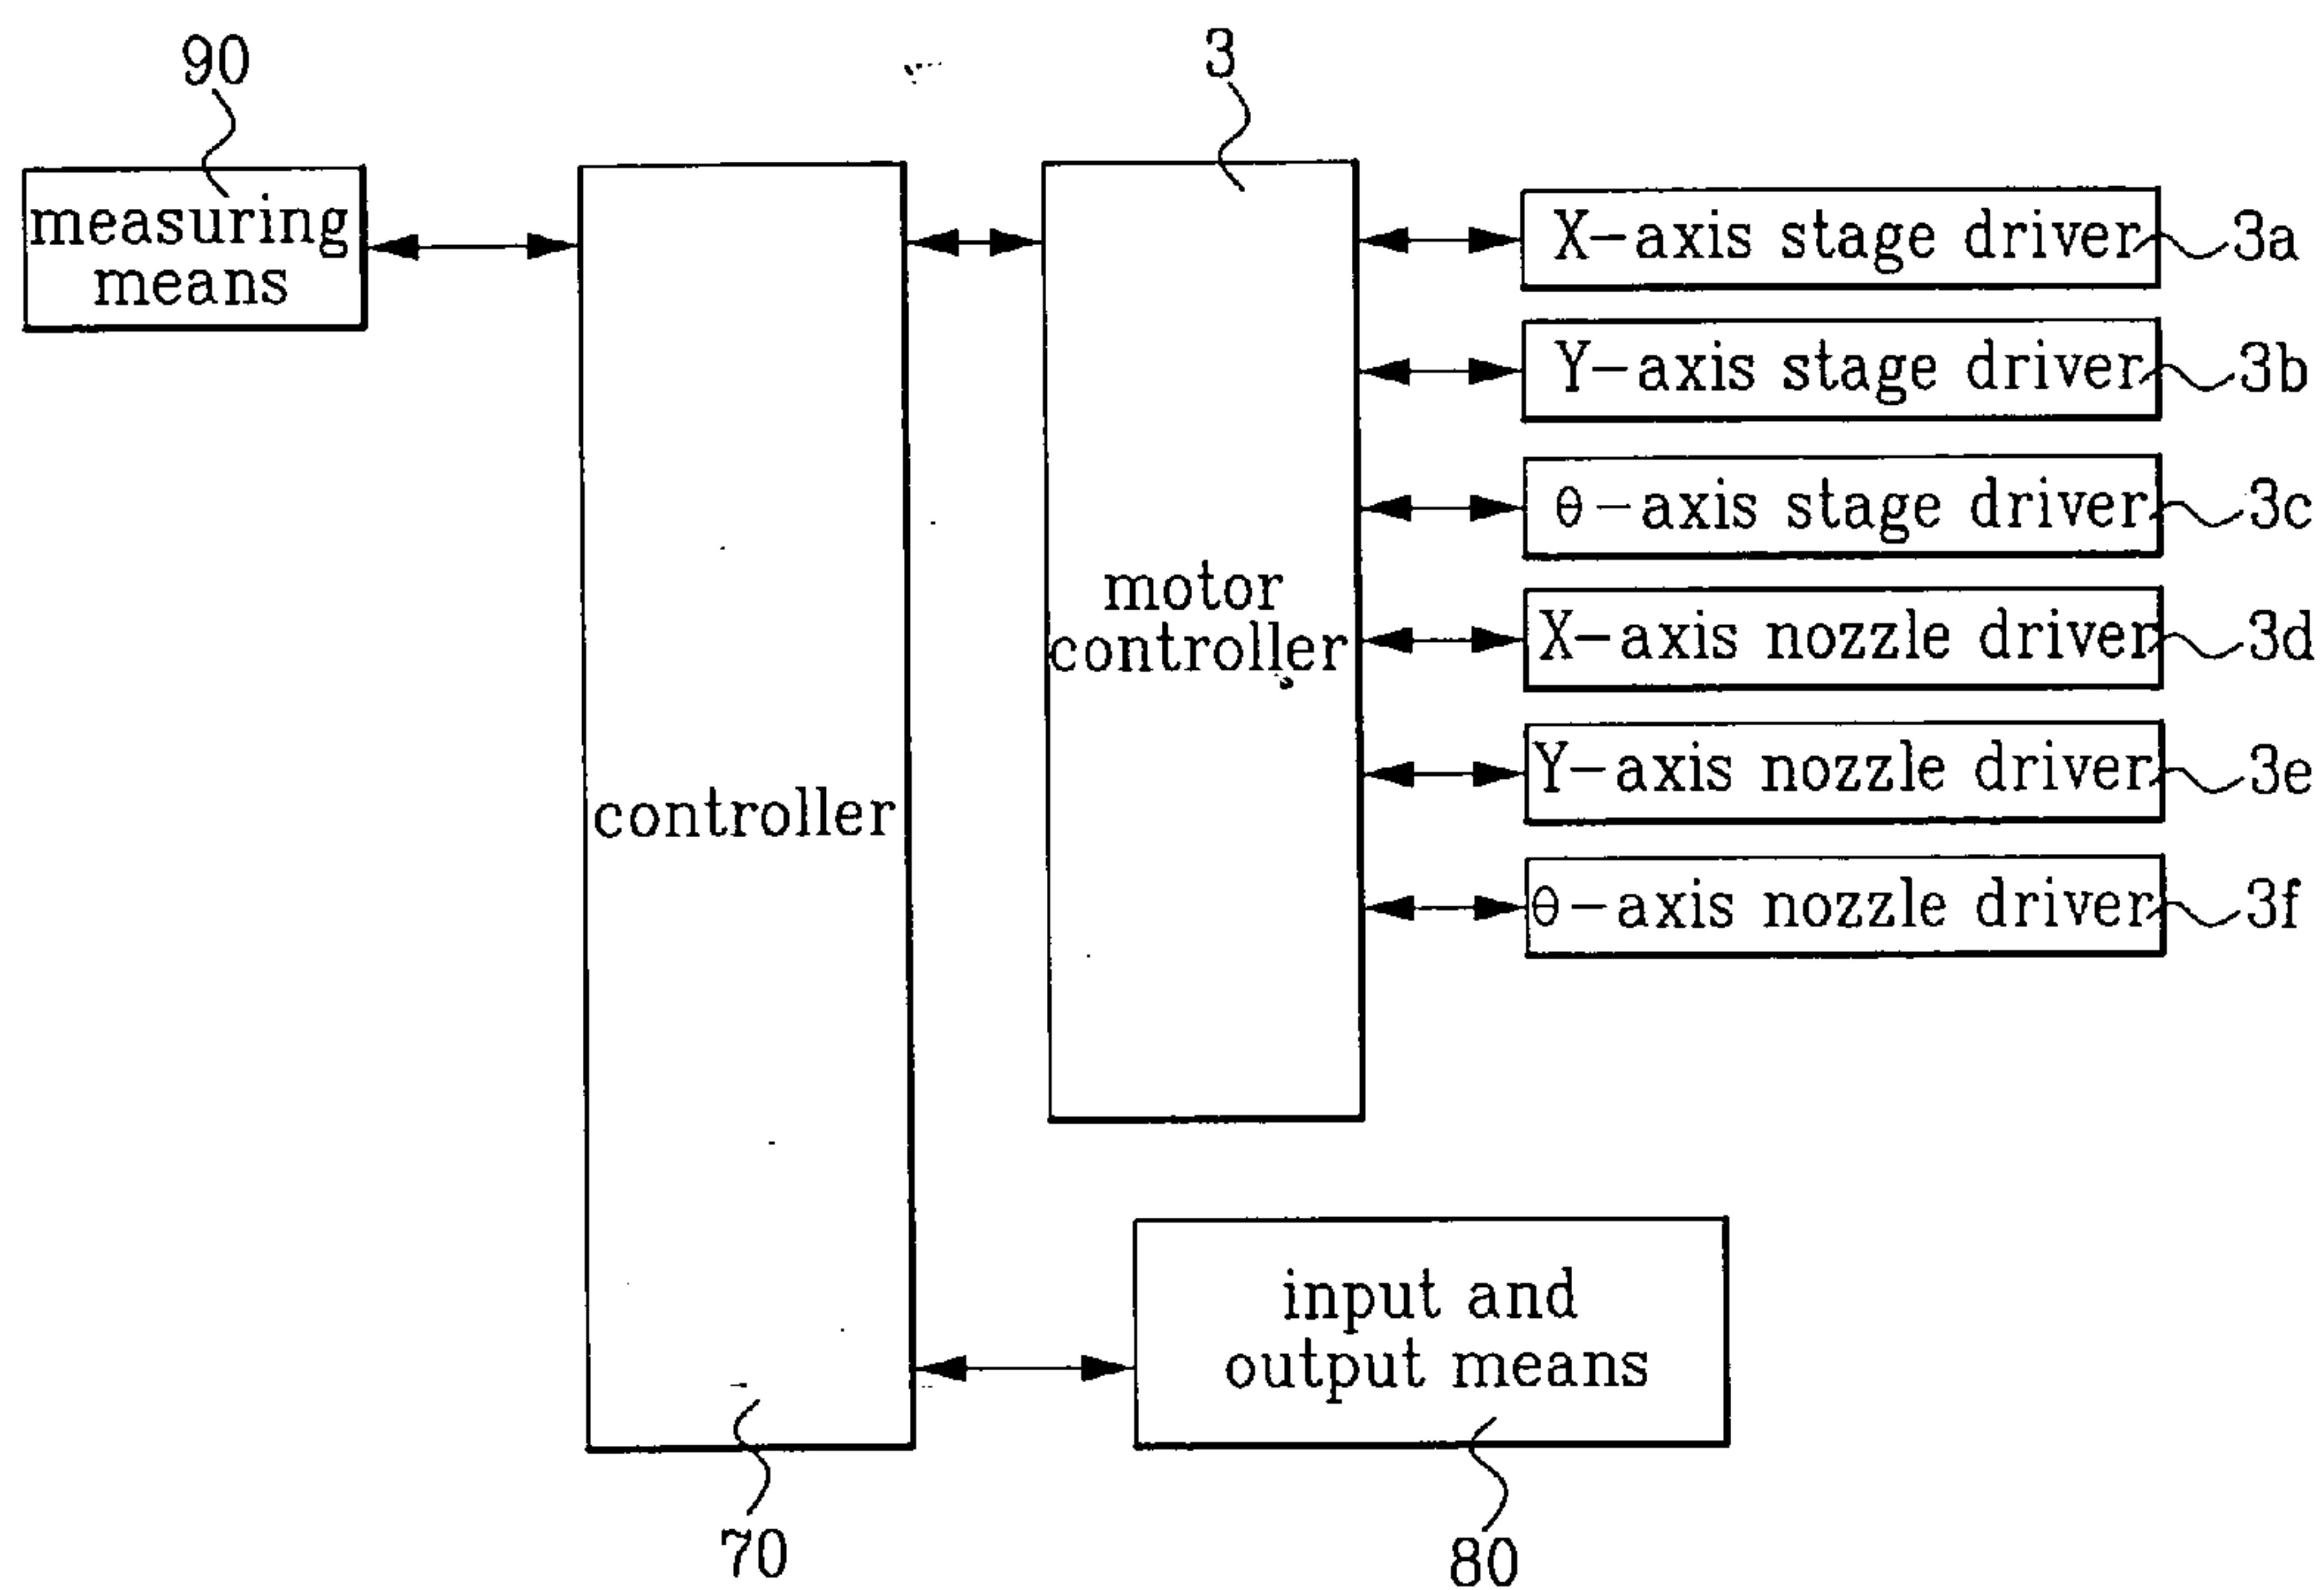 90
3
measuring
means
X-axis stage driver
3a
Y-axis stage driver
3b
θ-axis stage driver
3c
motor
controller
X-axis nozzle driver
3d
Y-axis nozzle driver
3e
controller
θ-axis nozzle driver
3f
input and
output means
70
80